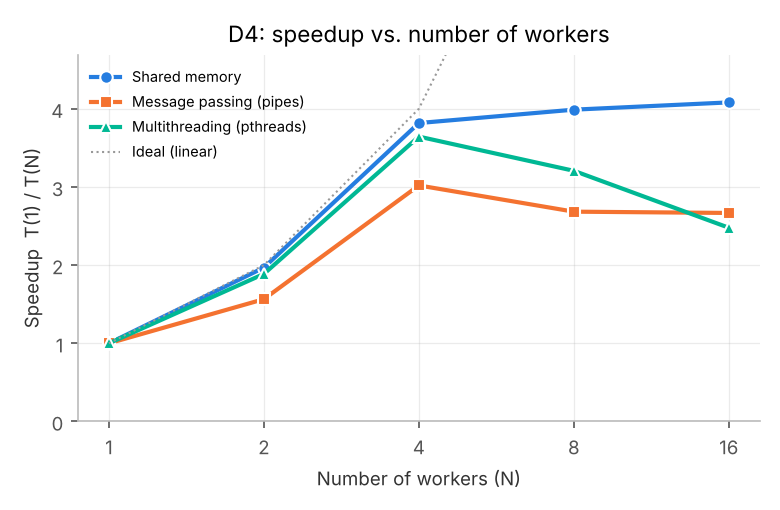 D4: speedup vs. number of workers
Shared memory
Message passing (pipes)
Multithreading (pthreads)
Ideal (linear)
Speedup T(1) / T(N)
4
3
2
1
0
1 2 4 8 16
Number of workers (N)